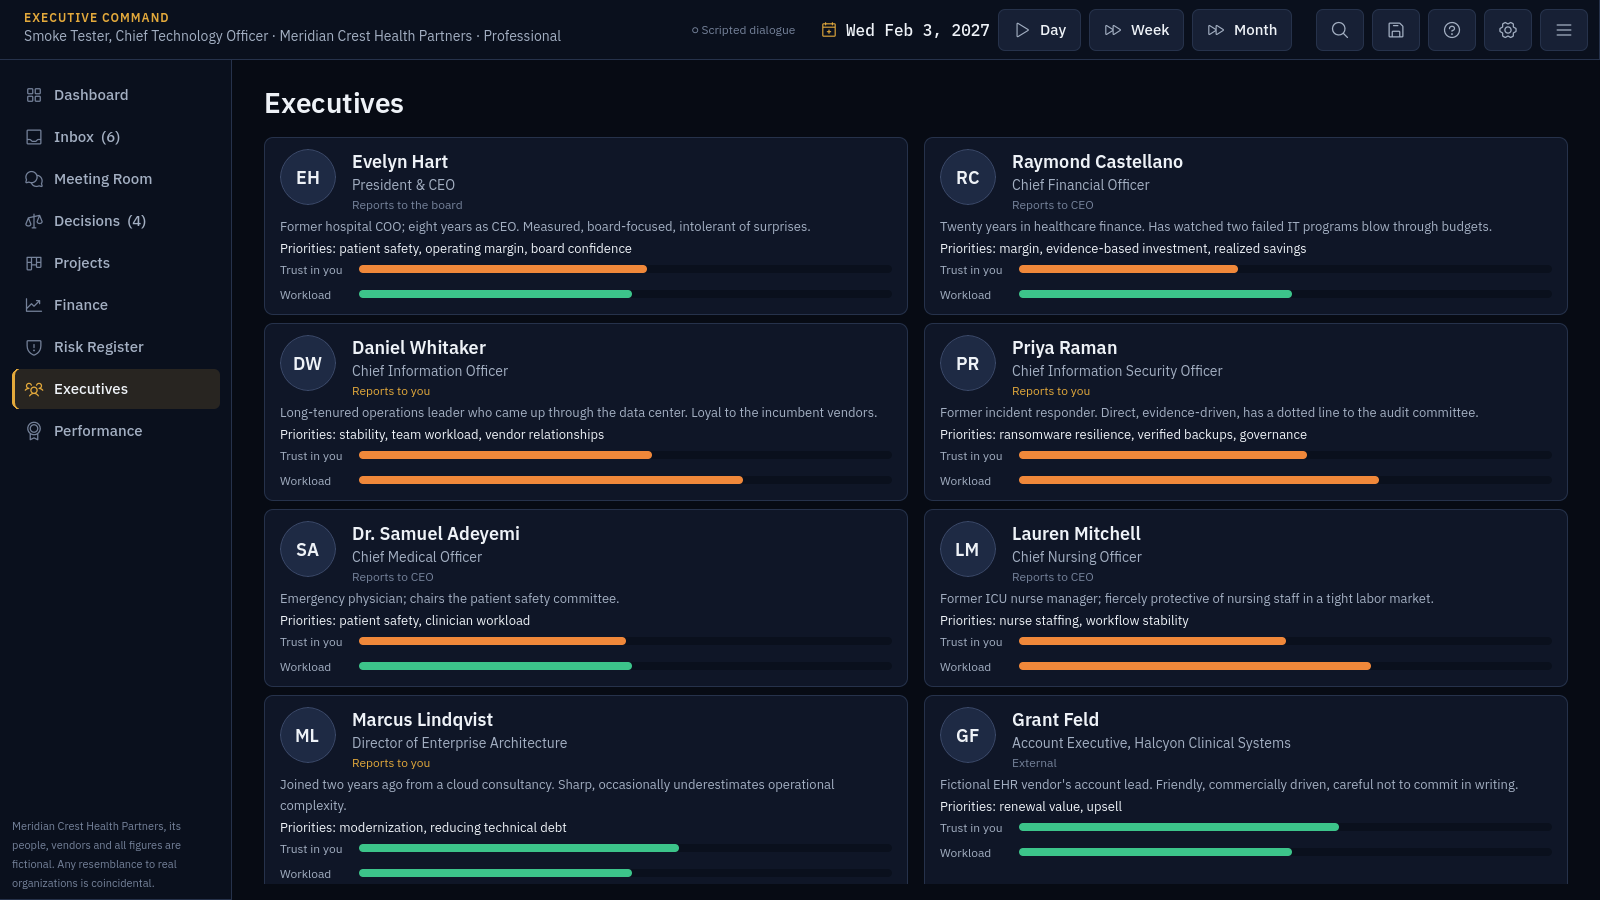 EXECUTIVE COMMAND
Smoke Tester, Chief Technology Officer · Meridian Crest Health Partners · Professional
Scripted dialogue
Wed Feb 3, 2027
Day
Week
Month
Dashboard
Inbox (6)
Meeting Room
Decisions (4)
Projects
Finance
Risk Register
Executives
Performance
Meridian Crest Health Partners, its
people, vendors and all figures are
fictional. Any resemblance to real
organizations is coincidental.
Executives
EH
Evelyn Hart
President & CEO
Reports to the board
Former hospital COO; eight years as CEO. Measured, board-focused, intolerant of surprises.
Priorities: patient safety, operating margin, board confidence
Trust in you
Workload
RC
Raymond Castellano
Chief Financial Officer
Reports to CEO
Twenty years in healthcare finance. Has watched two failed IT programs blow through budgets.
Priorities: margin, evidence-based investment, realized savings
Trust in you
Workload
DW
Daniel Whitaker
Chief Information Officer
Reports to you
Long-tenured operations leader who came up through the data center. Loyal to the incumbent vendors.
Priorities: stability, team workload, vendor relationships
Trust in you
Workload
PR
Priya Raman
Chief Information Security Officer
Reports to you
Former incident responder. Direct, evidence-driven, has a dotted line to the audit committee.
Priorities: ransomware resilience, verified backups, governance
Trust in you
Workload
SA
Dr. Samuel Adeyemi
Chief Medical Officer
Reports to CEO
Emergency physician; chairs the patient safety committee.
Priorities: patient safety, clinician workload
Trust in you
Workload
LM
Lauren Mitchell
Chief Nursing Officer
Reports to CEO
Former ICU nurse manager; fiercely protective of nursing staff in a tight labor market.
Priorities: nurse staffing, workflow stability
Trust in you
Workload
ML
Marcus Lindqvist
Director of Enterprise Architecture
Reports to you
Joined two years ago from a cloud consultancy. Sharp, occasionally underestimates operational
complexity.
Priorities: modernization, reducing technical debt
Trust in you
Workload
GF
Grant Feld
Account Executive, Halcyon Clinical Systems
External
Fictional EHR vendor's account lead. Friendly, commercially driven, careful not to commit in writing.
Priorities: renewal value, upsell
Trust in you
Workload